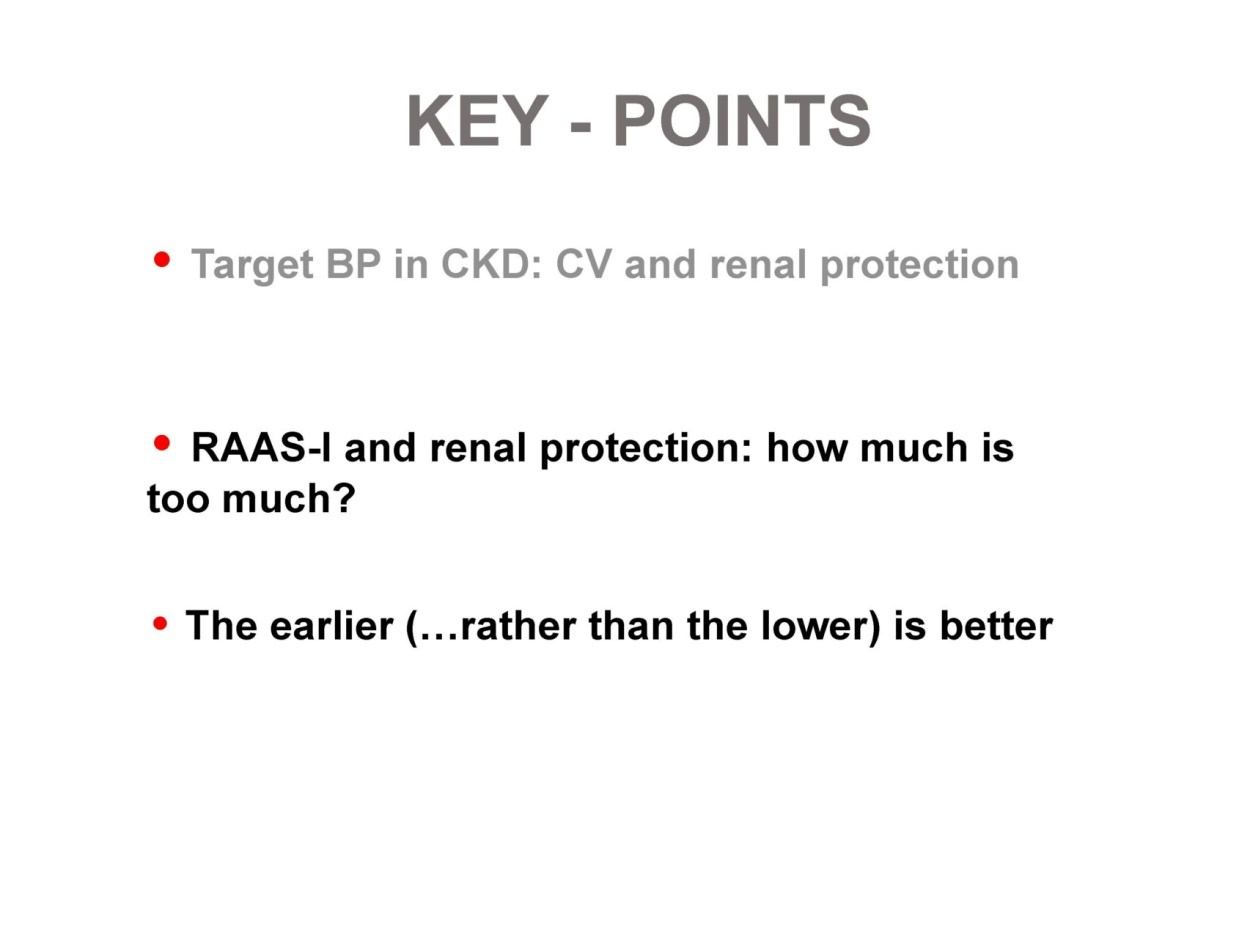 KEY - POINTS
• Target BP in CKD: CV and renal protection
• RAAS-I and renal protection: how much is
too much?
• The earlier (…rather than the lower) is better